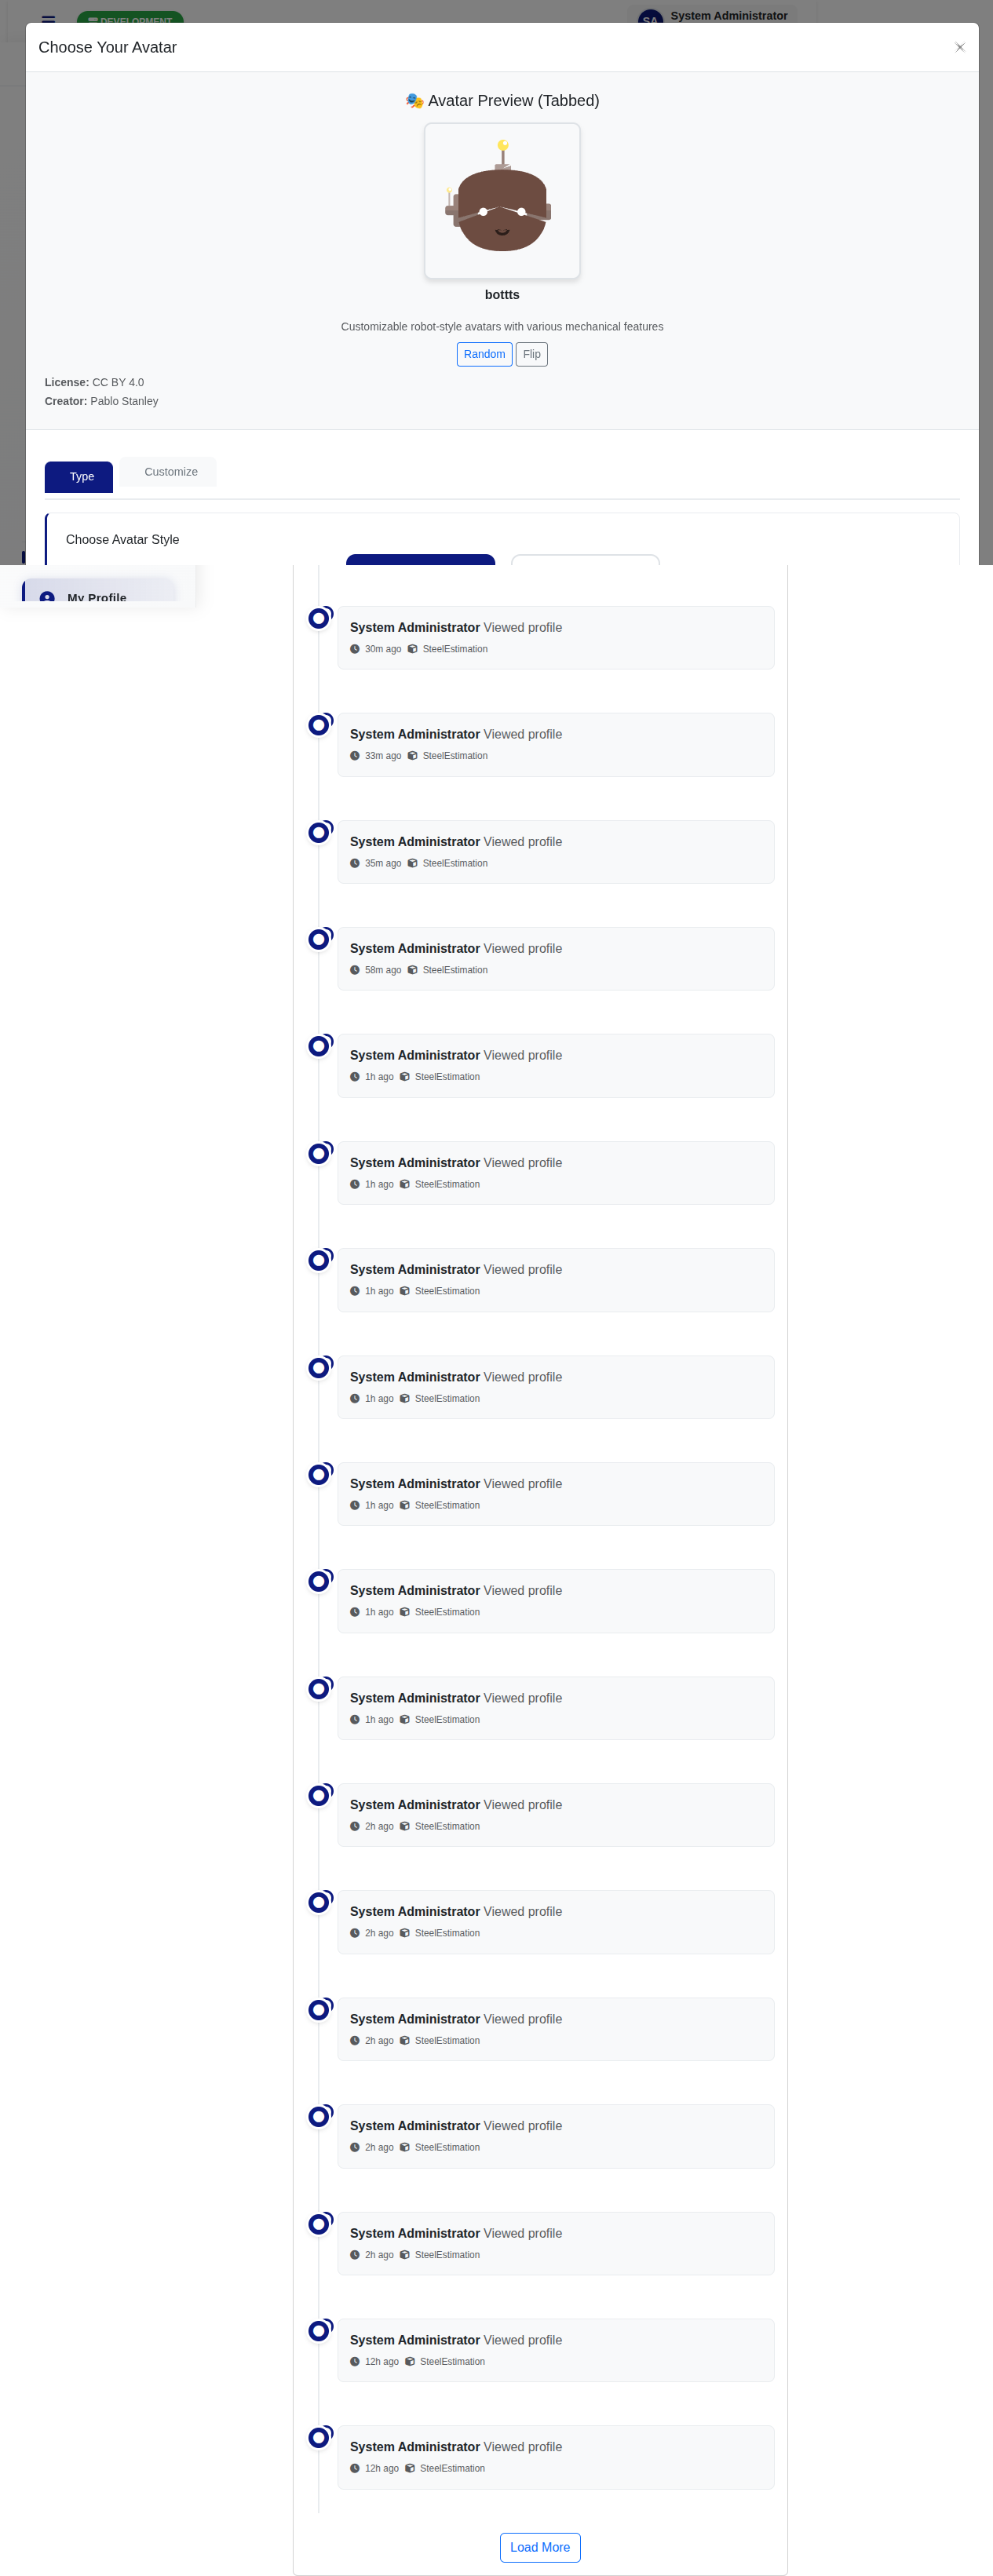 DEVELOPMENT
SA
System Administrator
Choose Your Avatar
🎭 Avatar Preview (Tabbed)
bottts
Customizable robot-style avatars with various mechanical features
Random Flip
License: CC BY 4.0
Creator: Pablo Stanley
Type Customize
Choose Avatar Style
My Profile
System Administrator Viewed profile
30m ago SteelEstimation
System Administrator Viewed profile
33m ago SteelEstimation
System Administrator Viewed profile
35m ago SteelEstimation
System Administrator Viewed profile
58m ago SteelEstimation
System Administrator Viewed profile
1h ago SteelEstimation
System Administrator Viewed profile
1h ago SteelEstimation
System Administrator Viewed profile
1h ago SteelEstimation
System Administrator Viewed profile
1h ago SteelEstimation
System Administrator Viewed profile
1h ago SteelEstimation
System Administrator Viewed profile
1h ago SteelEstimation
System Administrator Viewed profile
1h ago SteelEstimation
System Administrator Viewed profile
2h ago SteelEstimation
System Administrator Viewed profile
2h ago SteelEstimation
System Administrator Viewed profile
2h ago SteelEstimation
System Administrator Viewed profile
2h ago SteelEstimation
System Administrator Viewed profile
2h ago SteelEstimation
System Administrator Viewed profile
12h ago SteelEstimation
System Administrator Viewed profile
12h ago SteelEstimation
Load More